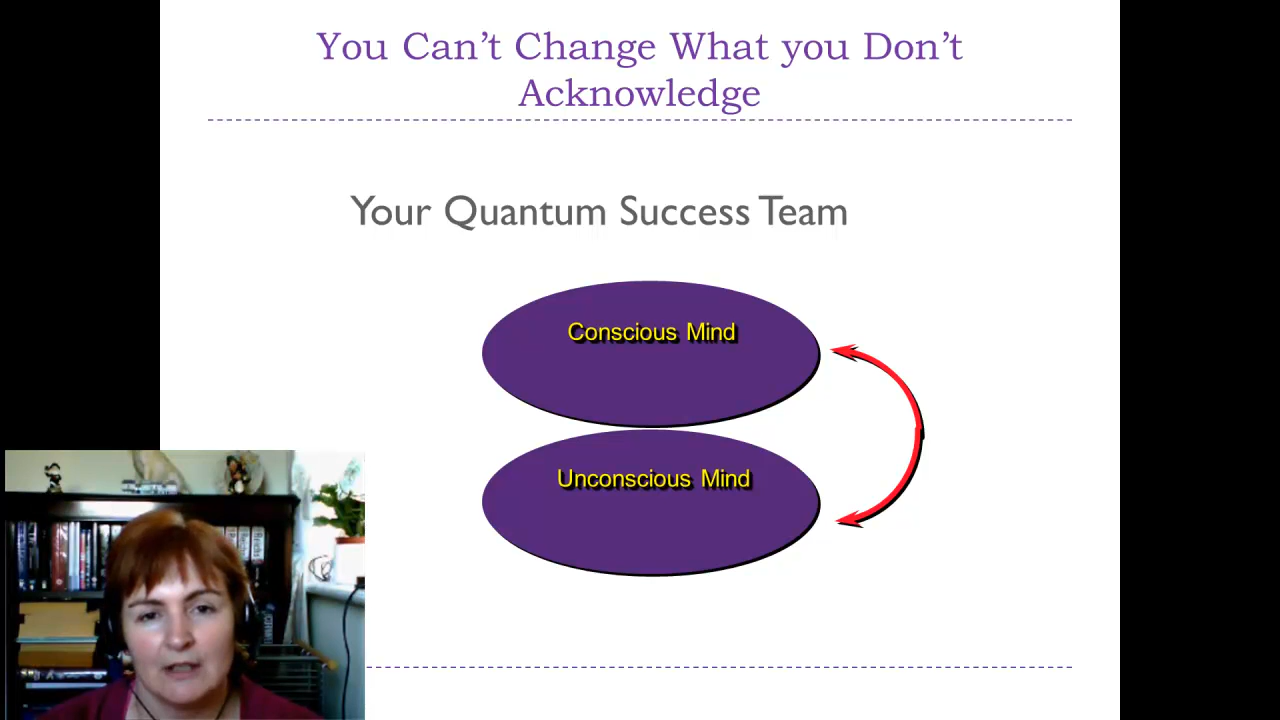 You Can’t Change What you Don’t
Acknowledge
Your Quantum Success Team
Conscious Mind
Unconscious Mind